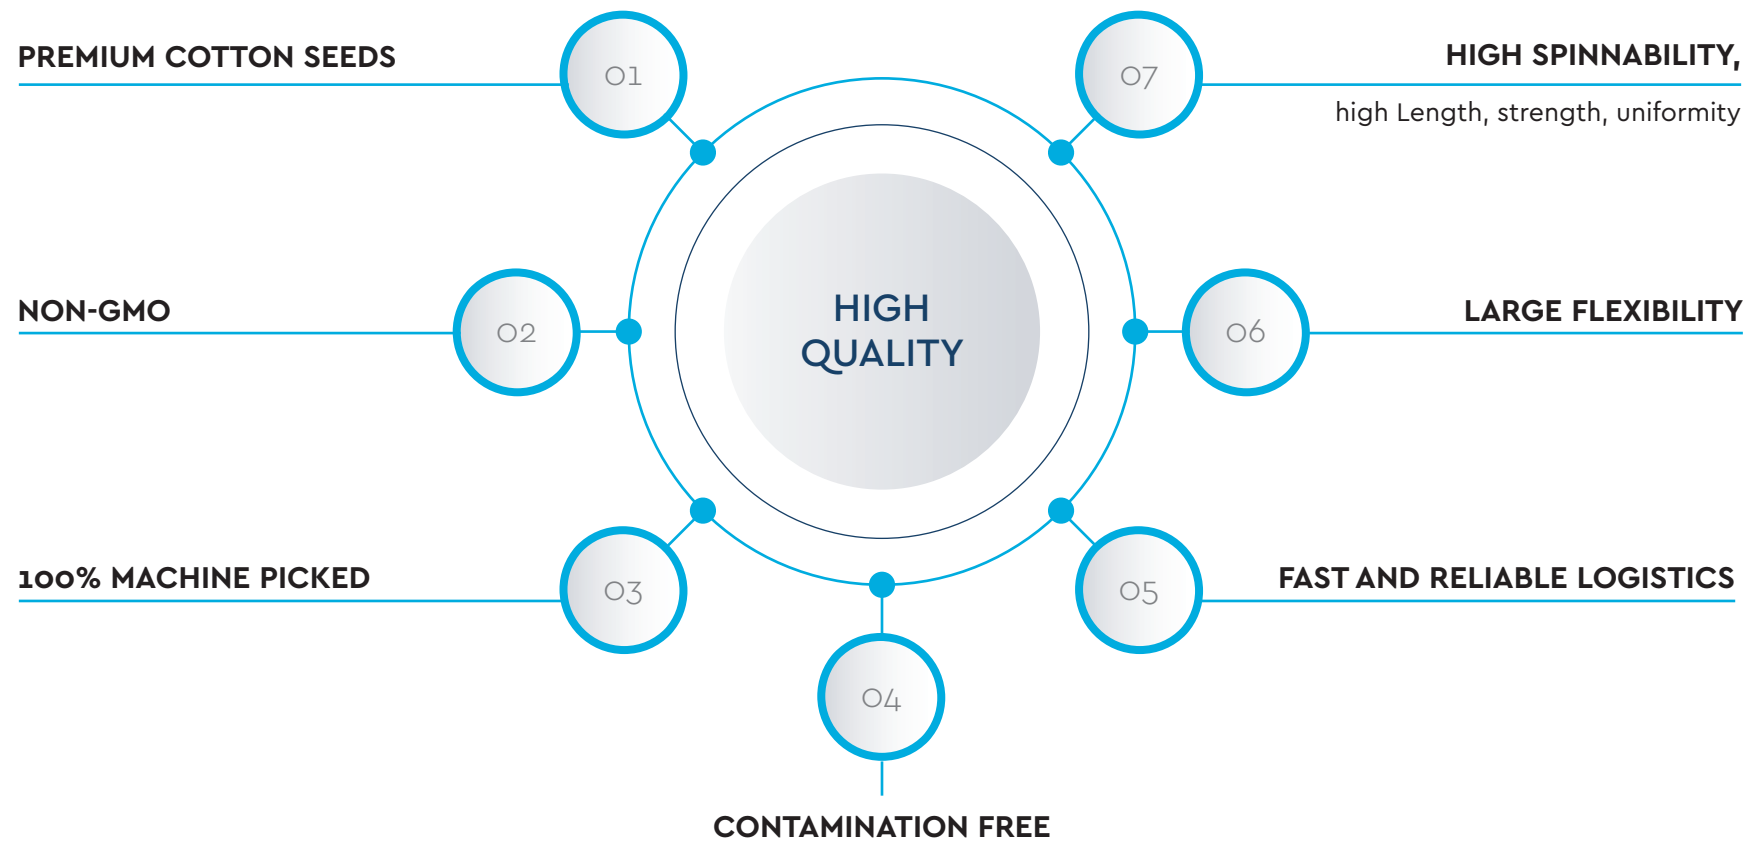 PREMIUM COTTON SEEDS
01
07
HIGH SPINNABILITY,
high Length, strength, uniformity
NON-GMO
02
HIGH
QUALITY
06
LARGE FLEXIBILITY
100% MACHINE PICKED
03
05
FAST AND RELIABLE LOGISTICS
04
CONTAMINATION FREE